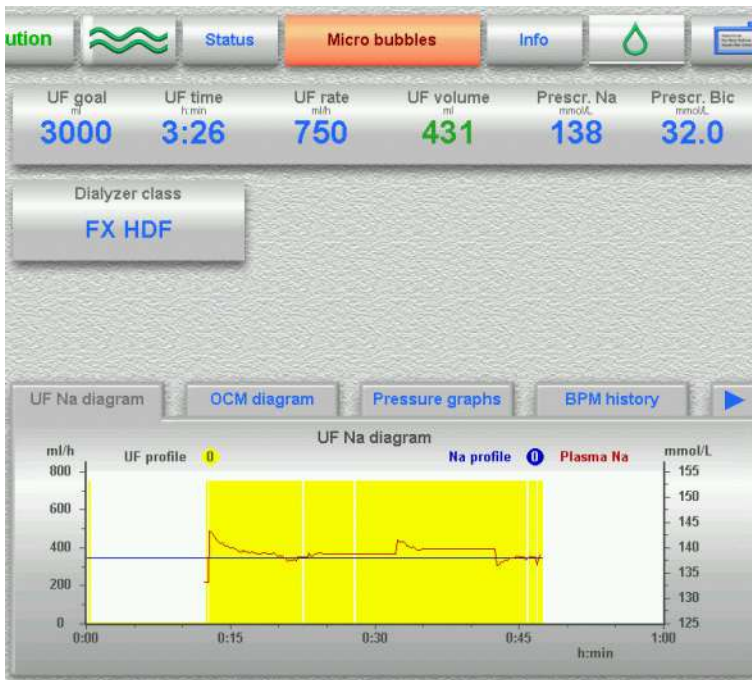 ution Status Micro bubbles Info
UF goal UF time UF rate UF volume Prescr. Na Prescr. Bic
ml h:min ml/h ml mmol/L mmol/L
3000 3:26 750 431 138 32.0
Dialyzer class
FX HDF
UF Na diagram OCM diagram Pressure graphs BPM history
UF Na diagram
ml/h UF profile 0 Na profile 0 Plasma Na mmol/L
800 155
150
600
145
400 140
135
200
130
0 125
0:00 0:15 0:30 0:45 1:00
h:min